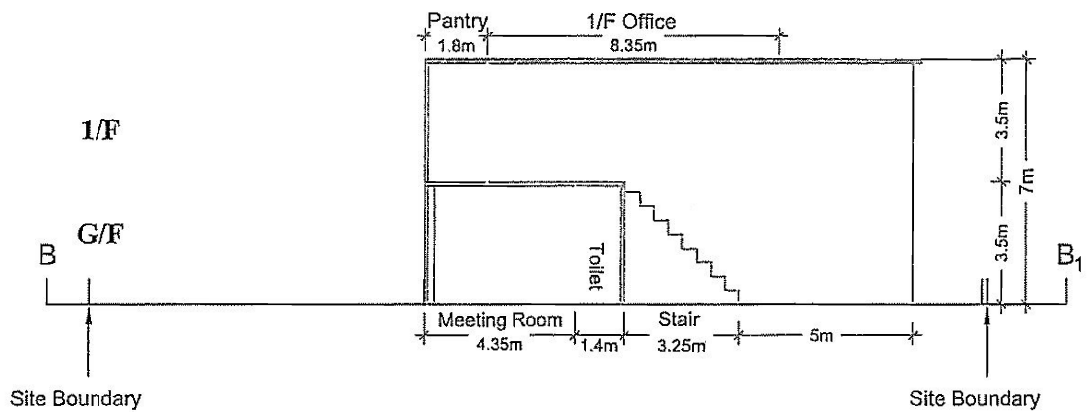 Pantry 1/F Office
1.8m 8.35m
1/F
3.5m
7m
G/F
3.5m
B
Toilet
B1
Meeting Room Stair
4.35m 1.4m 3.25m 5m
Site Boundary Site Boundary